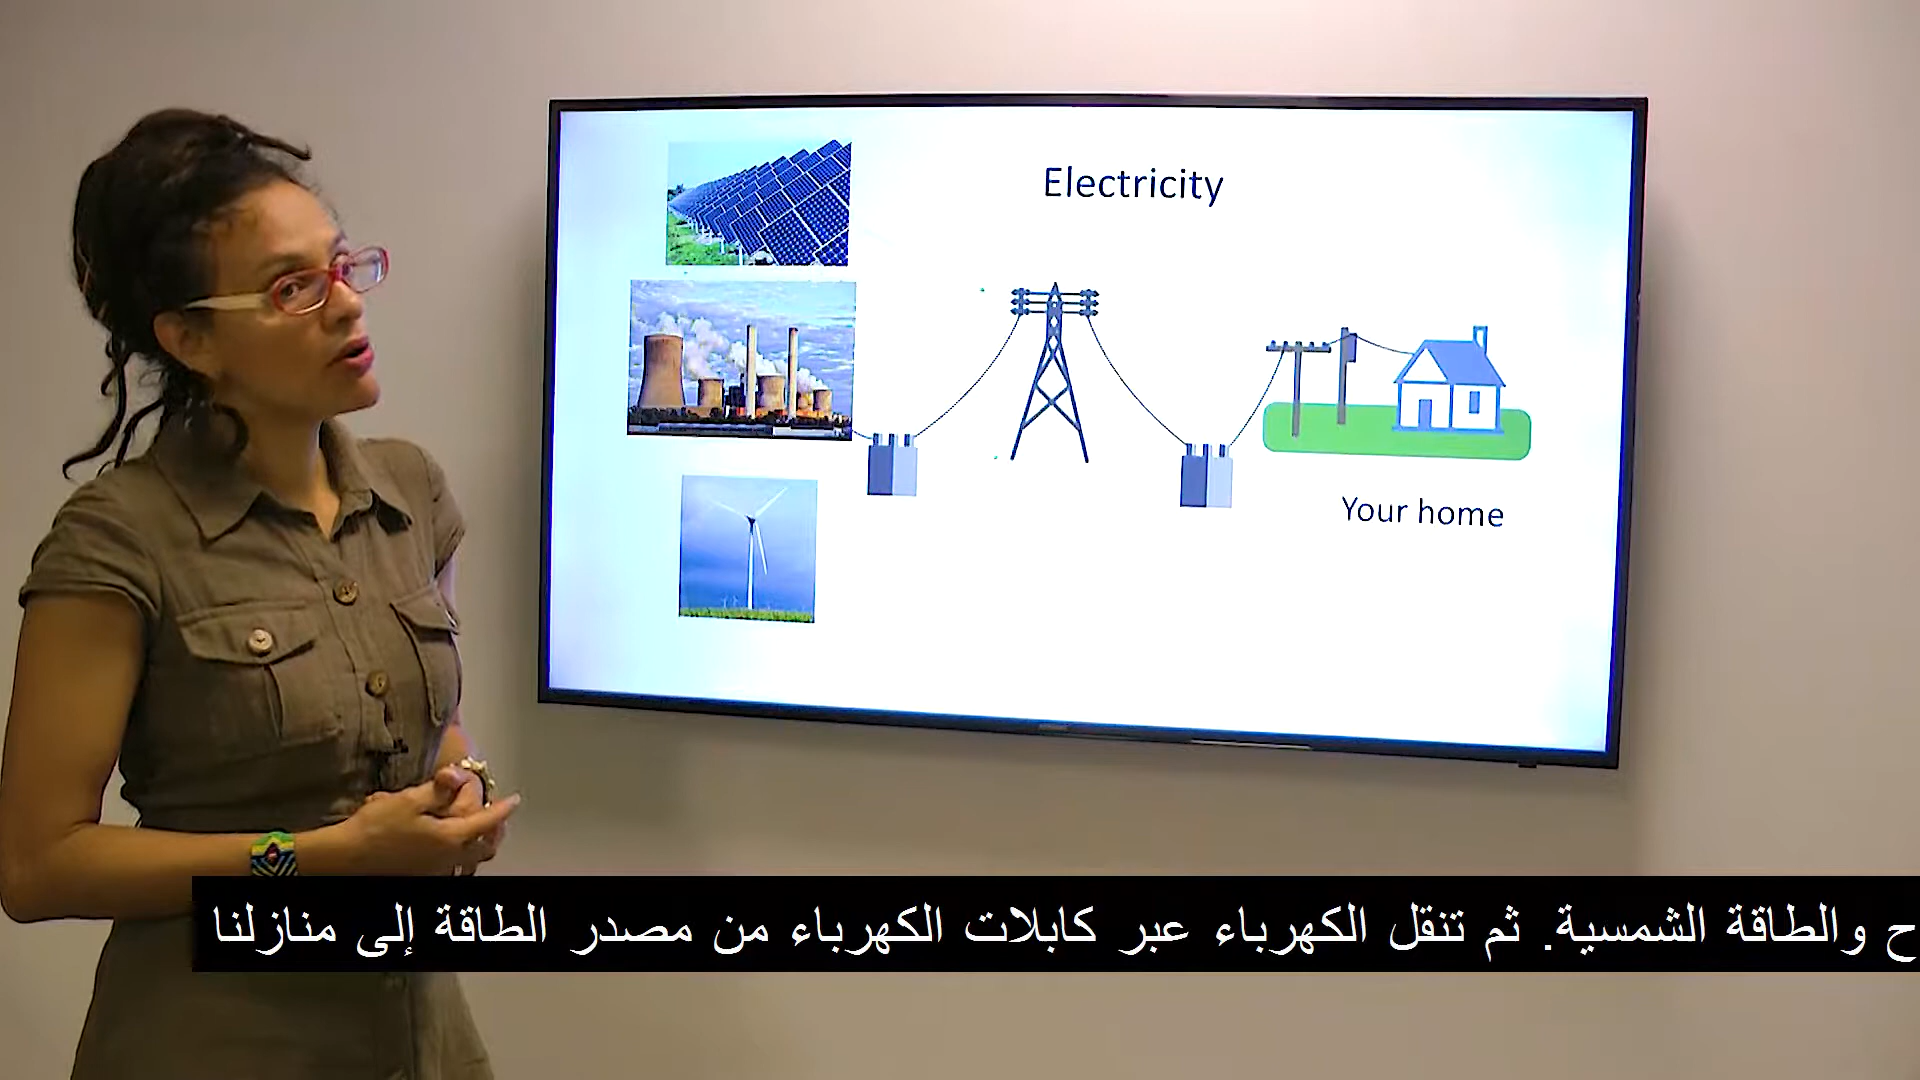 Electricity
Your home
والطاقة الشمسية. ثم تنقل الكهرباء عبر كابلات الكهرباء من مصدر الطاقة إلى منازلنا